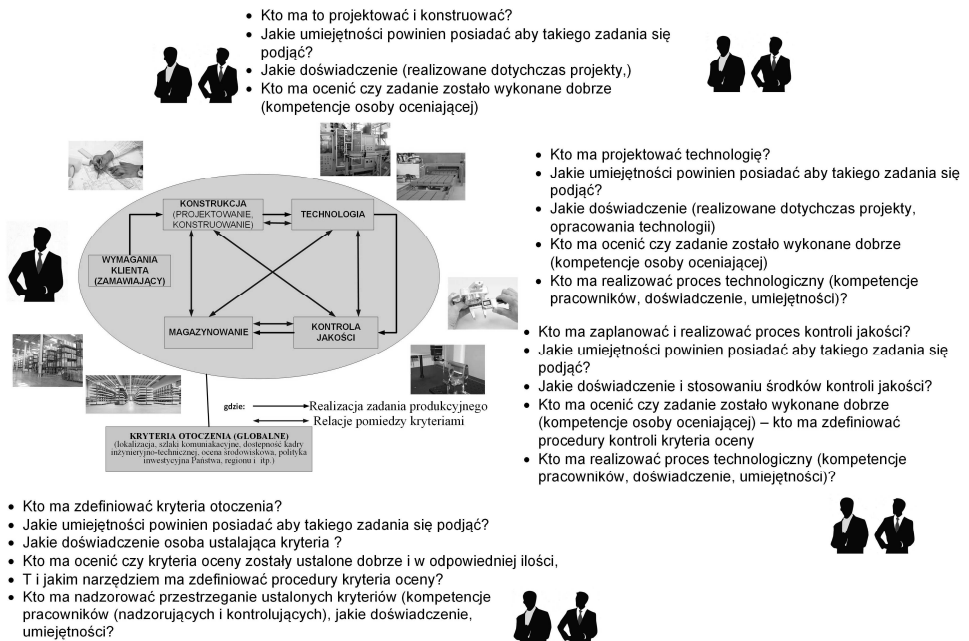 • Kto ma to projektować i konstruować?
• Jakie umiejętności powinien posiadać aby takiego zadania się
podjąć?
• Jakie doświadczenie (realizowane dotychczas projekty,)
• Kto ma ocenić czy zadanie zostało wykonane dobrze
(kompetencje osoby oceniającej)
• Kto ma projektować technologię?
• Jakie umiejętności powinien posiadać aby takiego zadania się
podjąć?
• Jakie doświadczenie (realizowane dotychczas projekty,
opracowania technologii)
• Kto ma ocenić czy zadanie zostało wykonane dobrze
(kompetencje osoby oceniającej)
• Kto ma realizować proces technologiczny (kompetencje
pracowników, doświadczenie, umiejętności)?
KONSTRUKCJA
(PROJEKTOWANIE,
KONSTRUOWANIE)
TECHNOLOGIA
WYMAGANIA
KLIENTA
(ZAMAWIAJĄCY)
MAGAZYNOWANIE
KONTROLA
JAKOŚCI
• Kto ma zaplanować i realizować proces kontroli jakości?
• Jakie umiejętności powinien posiadać aby takiego zadania się
podjąć?
• Jakie doświadczenie i stosowaniu środków kontroli jakości?
• Kto ma ocenić czy zadanie zostało wykonane dobrze
(kompetencje osoby oceniającej) – kto ma zdefiniować
procedury kontroli kryteria oceny
• Kto ma realizować proces technologiczny (kompetencje
pracowników, doświadczenie, umiejętności)?
gdzie:
Realizacja zadania produkcyjnego
Relacje pomiedzy kryteriami
KRYTERIA OTOCZENIA (GLOBALNE)
(lokalizacja, szlaki komuniakacyjne, dostępność kadry
inżynieryjno-technicznej, ocena środowiskowa, polityka
inwestycyjna Państwa, regionu i itp.)
• Kto ma zdefiniować kryteria otoczenia?
• Jakie umiejętności powinien posiadać aby takiego zadania się podjąć?
• Jakie doświadczenie osoba ustalająca kryteria ?
• Kto ma ocenić czy kryteria oceny zostały ustalone dobrze i w odpowiedniej ilości,
• T i jakim narzędziem ma zdefiniować procedury kryteria oceny?
• Kto ma nadzorować przestrzeganie ustalonych kryteriów (kompetencje
pracowników (nadzorujących i kontrolujących), jakie doświadczenie,
umiejętności?